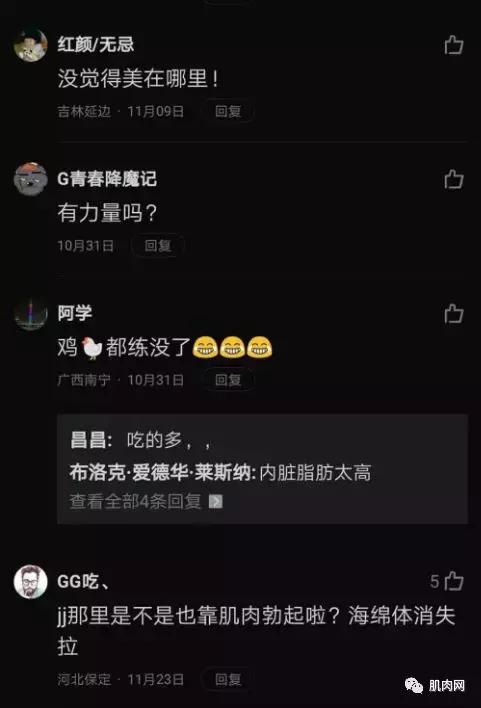 红颜/无忌
没觉得美在哪里！
吉林延边 · 11月09日 回复
G青春降魔记
有力量吗？
10月31日 回复
阿学
鸡🐓都练没了😂😂😂
广西南宁 · 10月31日 回复
昌昌： 吃的多，，
布洛克·爱德华·莱斯纳: 内脏脂肪太高
查看全部4条回复
GG吃、 5
jj那里是不是也靠肌肉勃起啦？海绵体消失
拉
河北保定 · 11月23日 回复
肌肉网